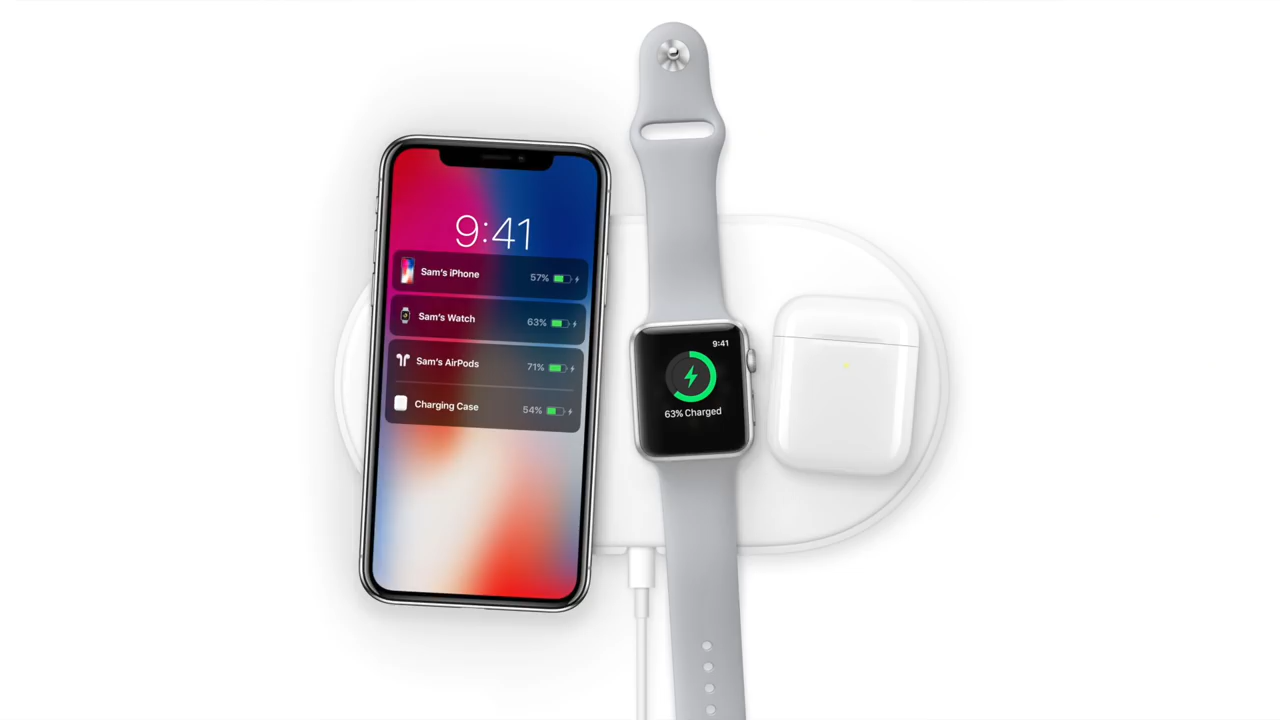 9:41
Sam's iPhone 57%
Sam's Watch 63%
Sam's AirPods 71%
Charging Case 54%
9:41
63% Charged